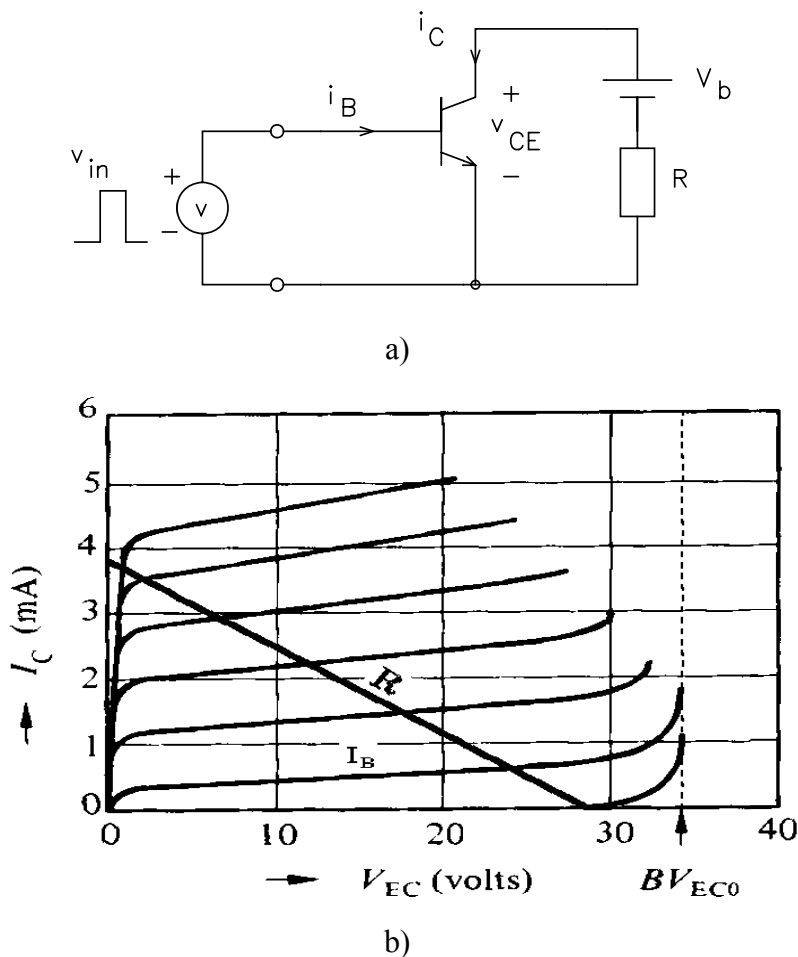 i_C
V_b
i_B
+
v_CE
−
R
v_in
+
v
−
a)
6
5
4
3
2
1
0
→ I_C (mA)
R
I_B
0 10 20 30 40
→ V_EC (volts) BV_EC0
b)